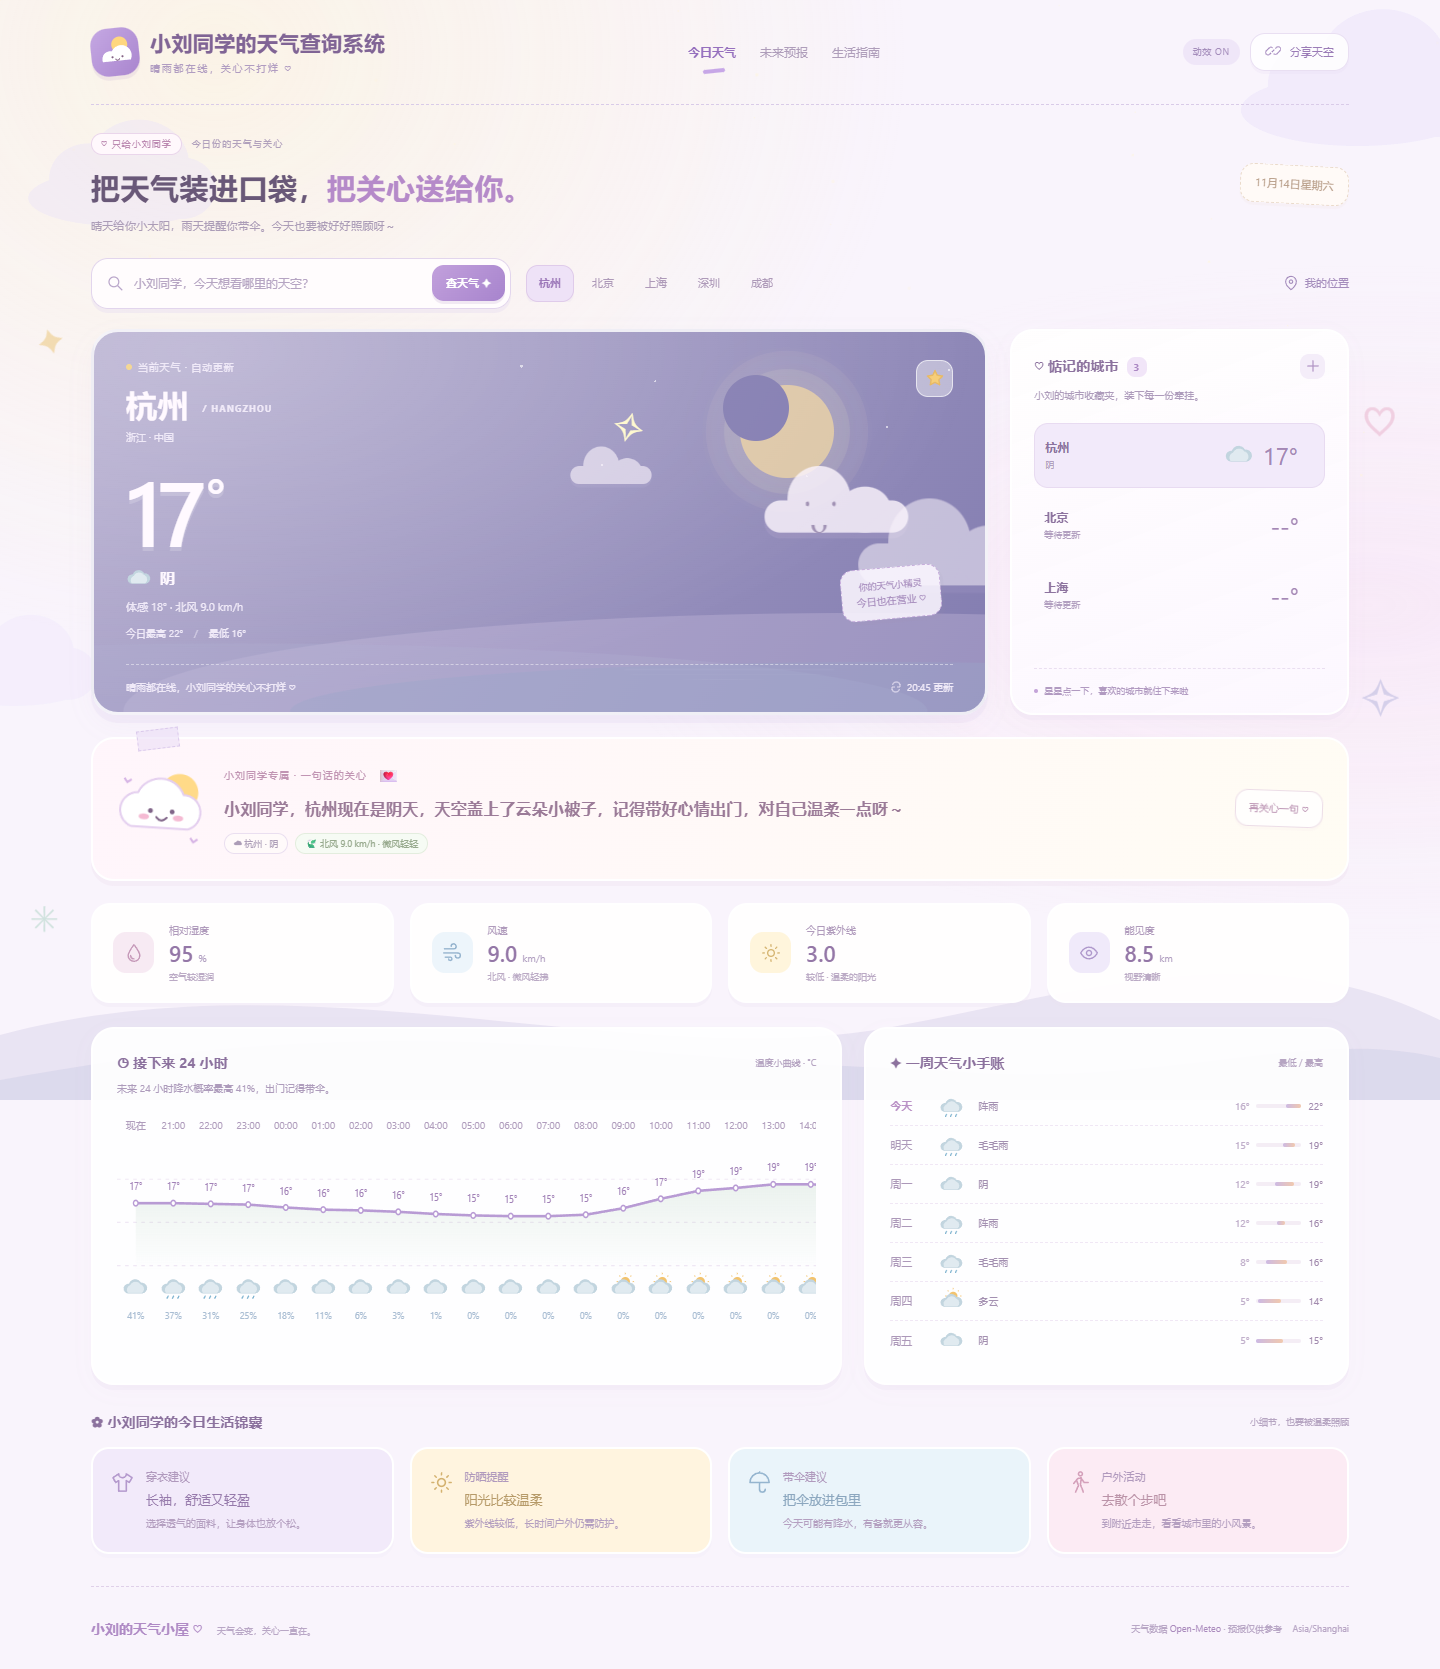 小刘同学的天气查询系统
晴雨都在线，关心不打烊 ♡
今日天气
未来预报
生活指南
动效 ON
分享天空
♡ 只给小刘同学
今日份的天气与关心
把天气装进口袋，把关心送给你。
晴天给你小太阳，雨天提醒你带伞。今天也要被好好照顾呀～
11月14日星期六
小刘同学，今天想看哪里的天空？
查天气 ✦
杭州
北京
上海
深圳
成都
我的位置
当前天气 · 自动更新
杭州 / HANGZHOU
浙江 · 中国
17°
阴
体感 18° · 北风 9.0 km/h
今日最高 22° / 最低 16°
你的天气小精灵
今日也在营业 ♡
晴雨都在线，小刘同学的关心不打烊 ♡
20:45 更新
♡ 惦记的城市 3
小刘的城市收藏夹，装下每一份牵挂。
杭州
阴
17°
北京
等待更新
--°
上海
等待更新
--°
星星点一下，喜欢的城市就住下来啦
小刘同学专属 · 一句话的关心
小刘同学，杭州现在是阴天，天空盖上了云朵小被子，记得带好心情出门，对自己温柔一点呀～
杭州 · 阴
北风 9.0 km/h · 微风轻轻
再关心一句 ♡
相对湿度
95 %
空气较湿润
风速
9.0 km/h
北风 · 微风轻拂
今日紫外线
3.0
较低 · 温柔的阳光
能见度
8.5 km
视野清晰
接下来 24 小时
温度小曲线 · °C
未来 24 小时降水概率最高 41%，出门记得带伞。
现在 21:00 22:00 23:00 00:00 01:00 02:00 03:00 04:00 05:00 06:00 07:00 08:00 09:00 10:00 11:00 12:00 13:00 14:0
17° 17° 17° 17° 16° 16° 16° 16° 15° 15° 15° 15° 15° 16° 17° 19° 19° 19° 19°
41% 37% 31% 25% 18% 11% 6% 3% 1% 0% 0% 0% 0% 0% 0% 0% 0% 0% 0%
✦ 一周天气小手账
最低 / 最高
今天 阵雨 16° 22°
明天 毛毛雨 15° 19°
周一 阴 12° 19°
周二 阵雨 12° 16°
周三 毛毛雨 8° 16°
周四 多云 5° 14°
周五 阴 5° 15°
✿ 小刘同学的今日生活锦囊
小细节，也要被温柔照顾
穿衣建议
长袖，舒适又轻盈
选择透气的面料，让身体也放个松。
防晒提醒
阳光比较温柔
紫外线较低，长时间户外仍需防护。
带伞建议
把伞放进包里
今天可能有降水，有备就更从容。
户外活动
去散个步吧
到附近走走，看看城市里的小风景。
小刘的天气小屋 ♡
天气会变，关心一直在。
天气数据 Open-Meteo · 预报仅供参考
Asia/Shanghai